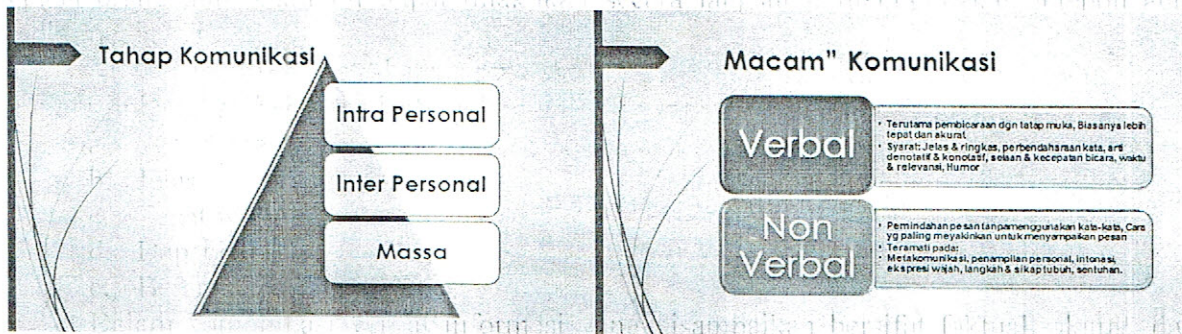 Tahap Komunikasi
Intra Personal
Inter Personal
Massa
Macam" Komunikasi
Verbal
• Terutama pembicaraan dgn tatap muka, Biasanya lebih
tepat dan akurat
• Syarat: Jelas & ringkas, perbendaharaan kata, arti
denotatif & konotatif, selaan & kecepatan bicara, waktu
& relevansi, Humor
Non
Verbal
• Pemindahan pesan tanpamenggunakan kata-kata, Cara
yg paling meyakinkan untuk menyampaikan pesan
• Teramati pada:
• Metakomunikasi, penampilan personal, intonasi,
ekspresi wajah, langkah & sikap tubuh, sentuhan.